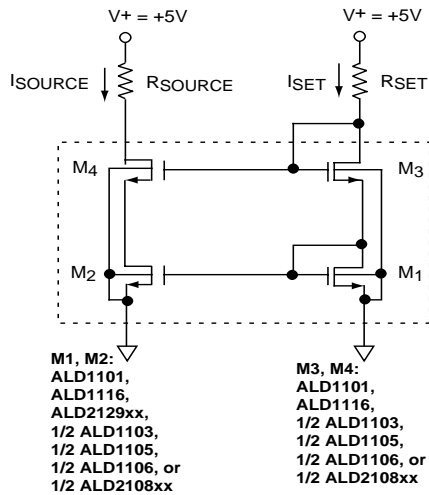 V+ = +5V
V+ = +5V
ISOURCE
RSOURCE
ISET
RSET
M4
M3
M2
M1
M1, M2:
ALD1101,
ALD1116,
ALD2129xx,
1/2 ALD1103,
1/2 ALD1105,
1/2 ALD1106, or
1/2 ALD2108xx
M3, M4:
ALD1101,
ALD1116,
1/2 ALD1103,
1/2 ALD1105,
1/2 ALD1106, or
1/2 ALD2108xx